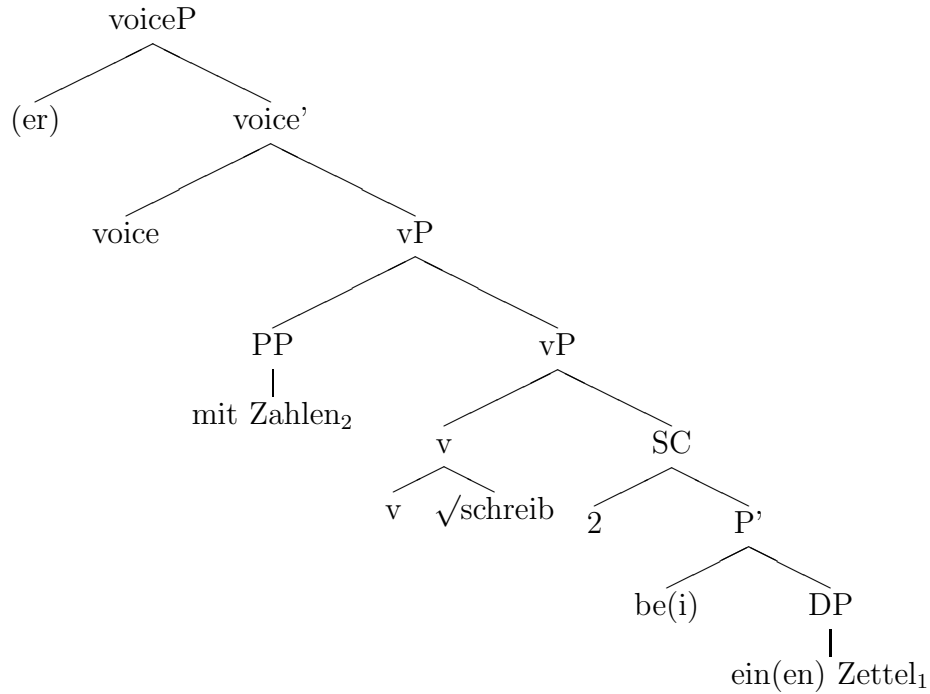 voiceP
(er) voice'
voice vP
PP vP
mit Zahlen₂
v SC
v √schreib 2 P'
be(i) DP
ein(en) Zettel₁